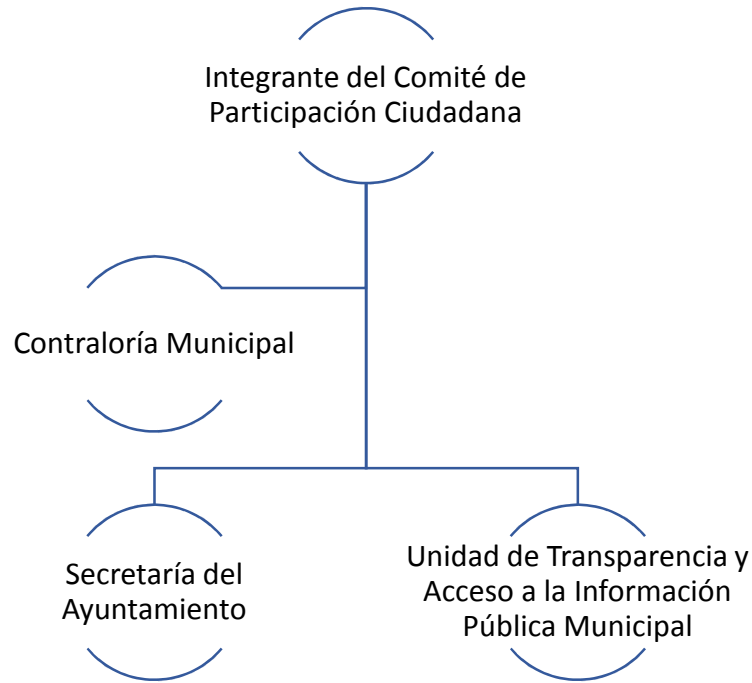 Integrante del Comité de
Participación Ciudadana
Contraloría Municipal
Secretaría del
Ayuntamiento
Unidad de Transparencia y
Acceso a la Información
Pública Municipal